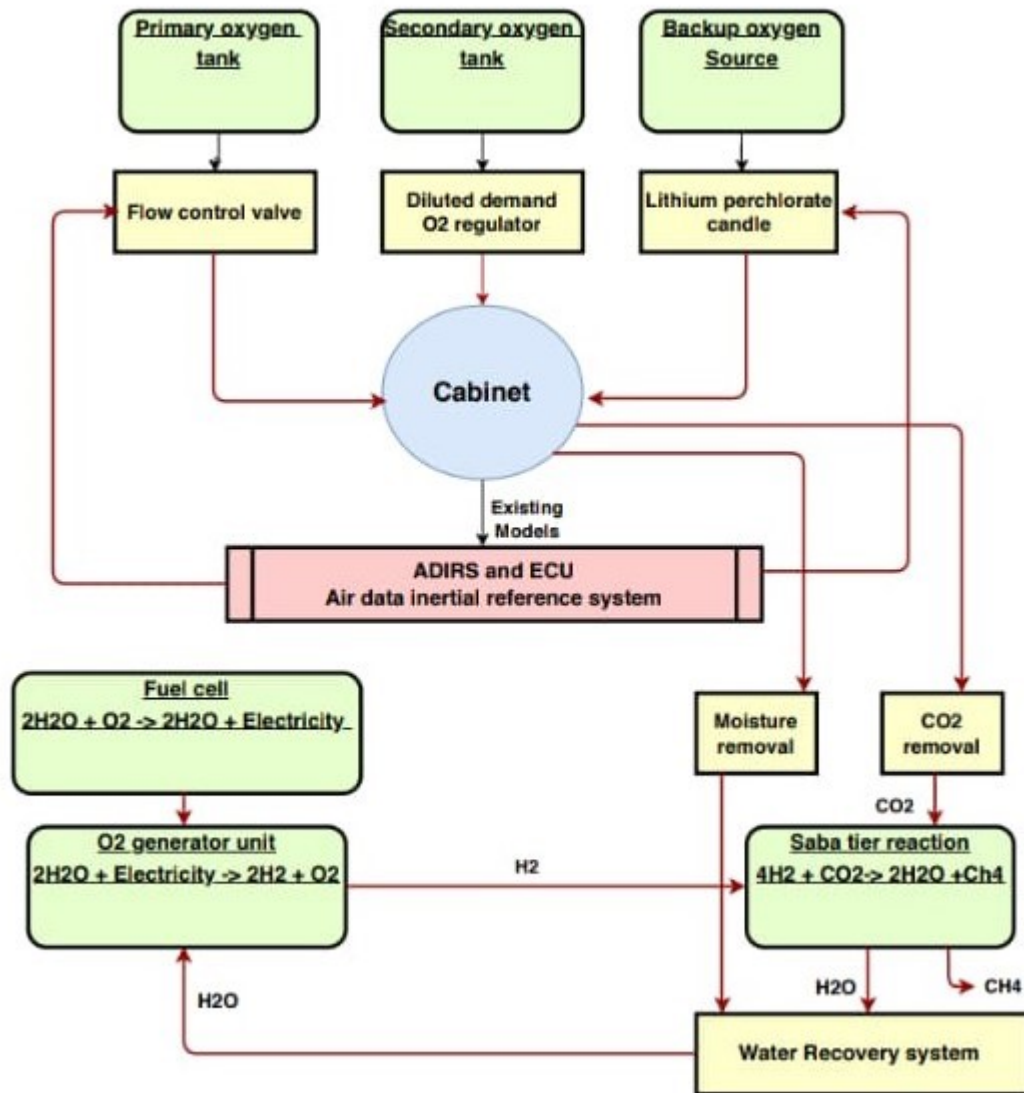 Primary oxygen
tank
Secondary oxygen
tank
Backup oxygen
Source
Flow control valve
Diluted demand
O2 regulator
Lithium perchlorate
candle
Cabinet
Existing
Models
ADIRS and ECU
Air data inertial reference system
Fuel cell
2H2O + O2 -> 2H2O + Electricity
Moisture
removal
CO2
removal
CO2
O2 generator unit
2H2O + Electricity -> 2H2 + O2
H2
Saba tier reaction
4H2 + CO2-> 2H2O +Ch4
H2O
H2O
CH4
Water Recovery system